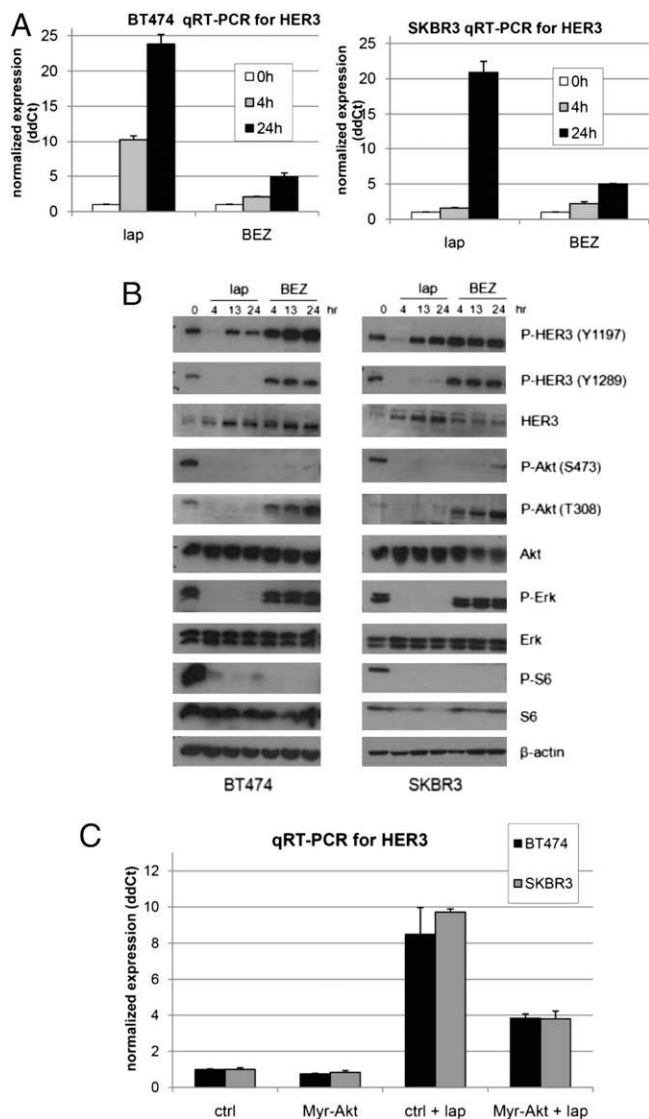 A
BT474 qRT-PCR for HER3
normalized expression
(ddCt)
25
20
15
10
5
0
0h
4h
24h
lap
BEZ
SKBR3 qRT-PCR for HER3
normalized expression
(ddCt)
25
20
15
10
5
0
0h
4h
24h
lap
BEZ
B
lap BEZ
0 4 13 24 4 13 24 hr
lap BEZ
0 4 13 24 4 13 24
P-HER3 (Y1197)
P-HER3 (Y1289)
HER3
P-Akt (S473)
P-Akt (T308)
Akt
P-Erk
Erk
P-S6
S6
β-actin
BT474
SKBR3
C
qRT-PCR for HER3
normalized expression (ddCt)
12
10
8
6
4
2
0
BT474
SKBR3
ctrl
Myr-Akt
ctrl + lap
Myr-Akt + lap